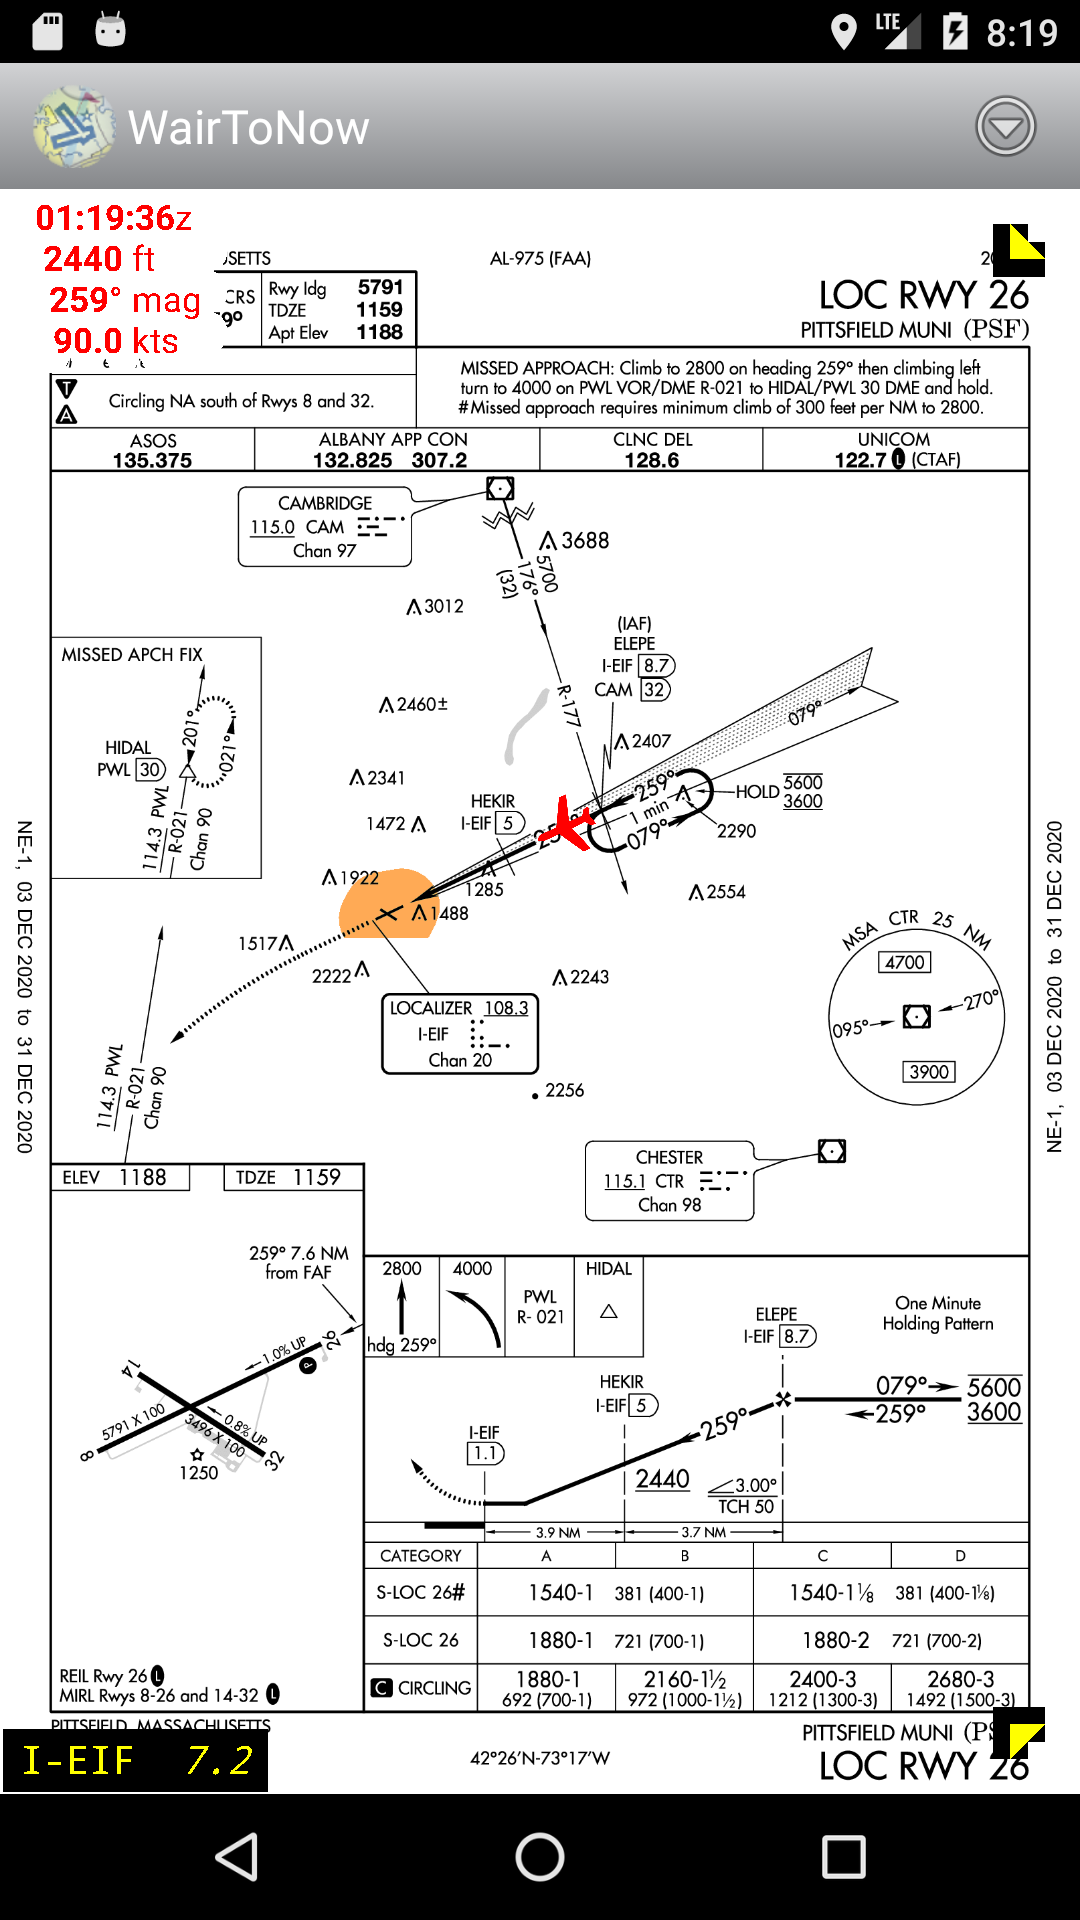 LTE 8:19
WairToNow
01:19:36z
2440 ft
259° mag
90.0 kts
SETTS
AL-975 (FAA)
CRS
9°
Rwy ldg 5791
TDZE 1159
Apt Elev 1188
LOC RWY 26
PITTSFIELD MUNI (PSF)
T
A
Circling NA south of Rwys 8 and 32.
MISSED APPROACH: Climb to 2800 on heading 259° then climbing left
turn to 4000 on PWL VOR/DME R-021 to HIDAL/PWL 30 DME and hold.
#Missed approach requires minimum climb of 300 feet per NM to 2800.
ASOS
135.375
ALBANY APP CON
132.825 307.2
CLNC DEL
128.6
UNICOM
122.7 L (CTAF)
CAMBRIDGE
115.0 CAM
Chan 97
3688
5700
176°
(32)
3012
(IAF)
ELEPE
I-EIF 8.7
CAM 32
MISSED APCH FIX
201°
021°
HIDAL
PWL 30
114.3 PWL
R-021
Chan 90
2460±
R-177
2407
079°
2341
HEKIR
I-EIF 5
1472
259°
1 min
079°
HOLD 5600
3600
2290
1922
1285
2554
1488
1517
2222
2243
LOCALIZER 108.3
I-EIF
Chan 20
MSA CTR 25 NM
4700
270°
095°
3900
114.3 PWL
R-021
Chan 90
2256
CHESTER
115.1 CTR
Chan 98
NE-1, 03 DEC 2020 to 31 DEC 2020
NE-1, 03 DEC 2020 to 31 DEC 2020
ELEV 1188
TDZE 1159
259° 7.6 NM
from FAF
26
1.0% UP
P
14
5791 X 100
0.8% UP
3496 X 100
8
32
1250
REIL Rwy 26 L
MIRL Rwys 8-26 and 14-32 L
2800
hdg 259°
4000
PWL
R- 021
HIDAL
ELEPE
I-EIF 8.7
One Minute
Holding Pattern
HEKIR
I-EIF 5
079° 5600
259° 3600
259°
I-EIF
1.1
2440
3.00°
TCH 50
3.9 NM
3.7 NM
CATEGORY A B C D
S-LOC 26# 1540-1 381 (400-1) 1540-1⅛ 381 (400-1⅛)
S-LOC 26 1880-1 721 (700-1) 1880-2 721 (700-2)
C CIRCLING
1880-1
692 (700-1)
2160-1½
972 (1000-1½)
2400-3
1212 (1300-3)
2680-3
1492 (1500-3)
PITTSFIELD, MASSACHUSETTS
I-EIF 7.2
42°26'N-73°17'W
PITTSFIELD MUNI (PS
LOC RWY 26